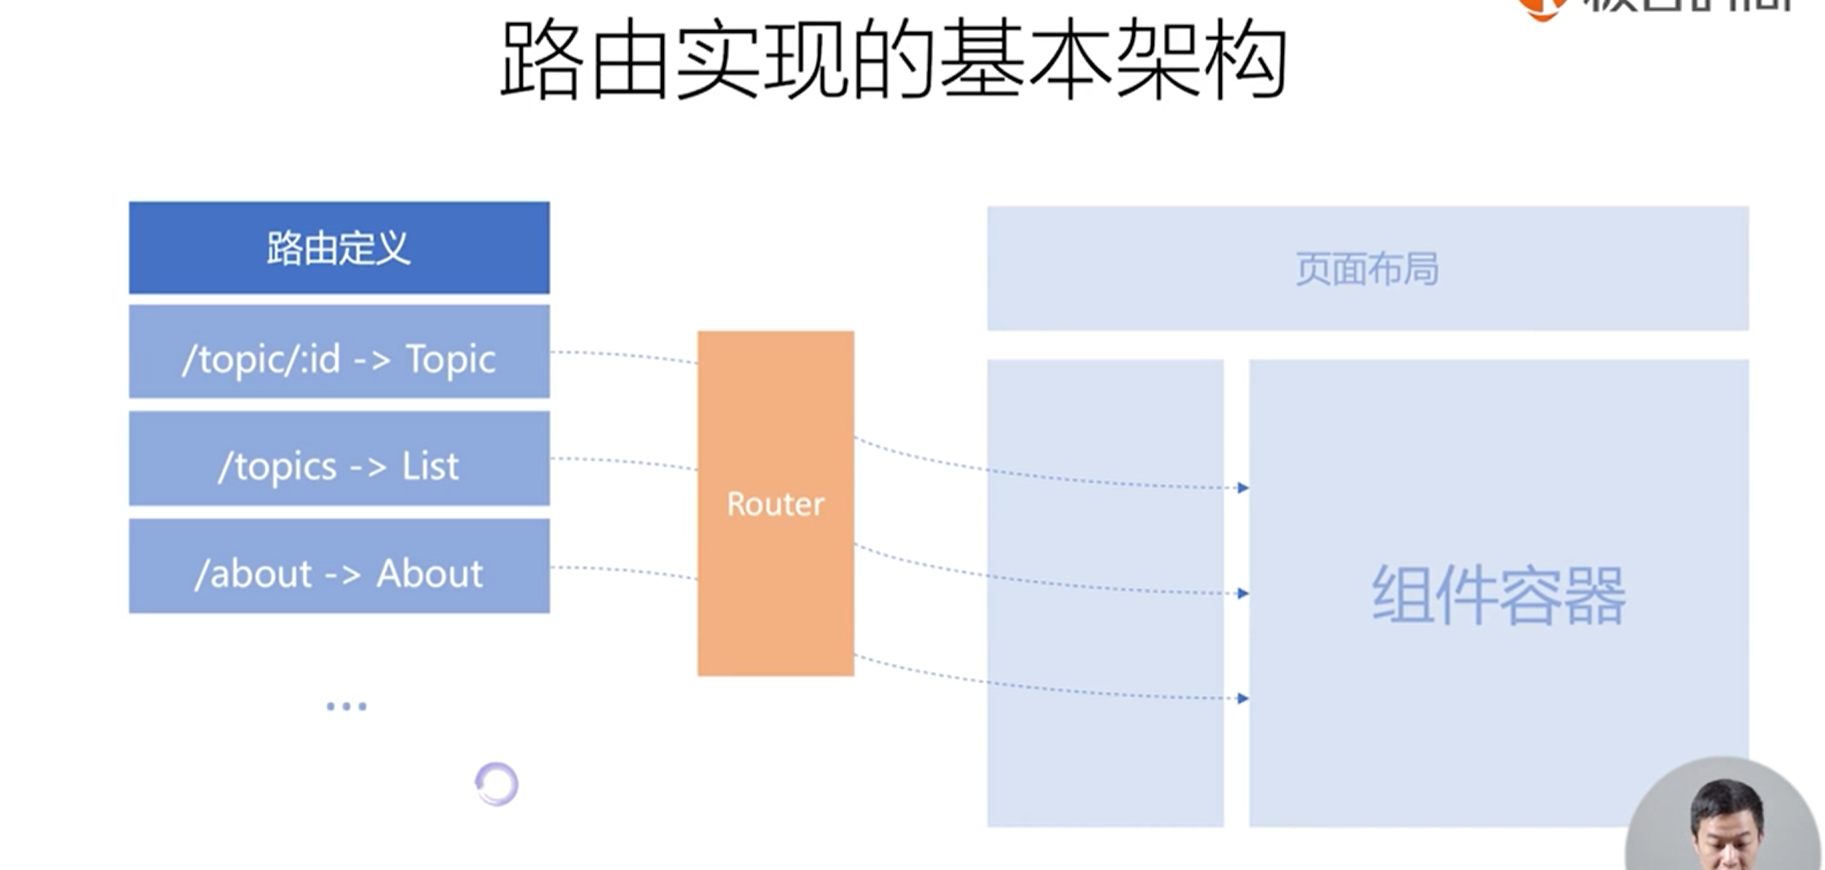 路由实现的基本架构
路由定义
/topic/:id -> Topic
/topics -> List
/about -> About
...
Router
页面布局
组件容器